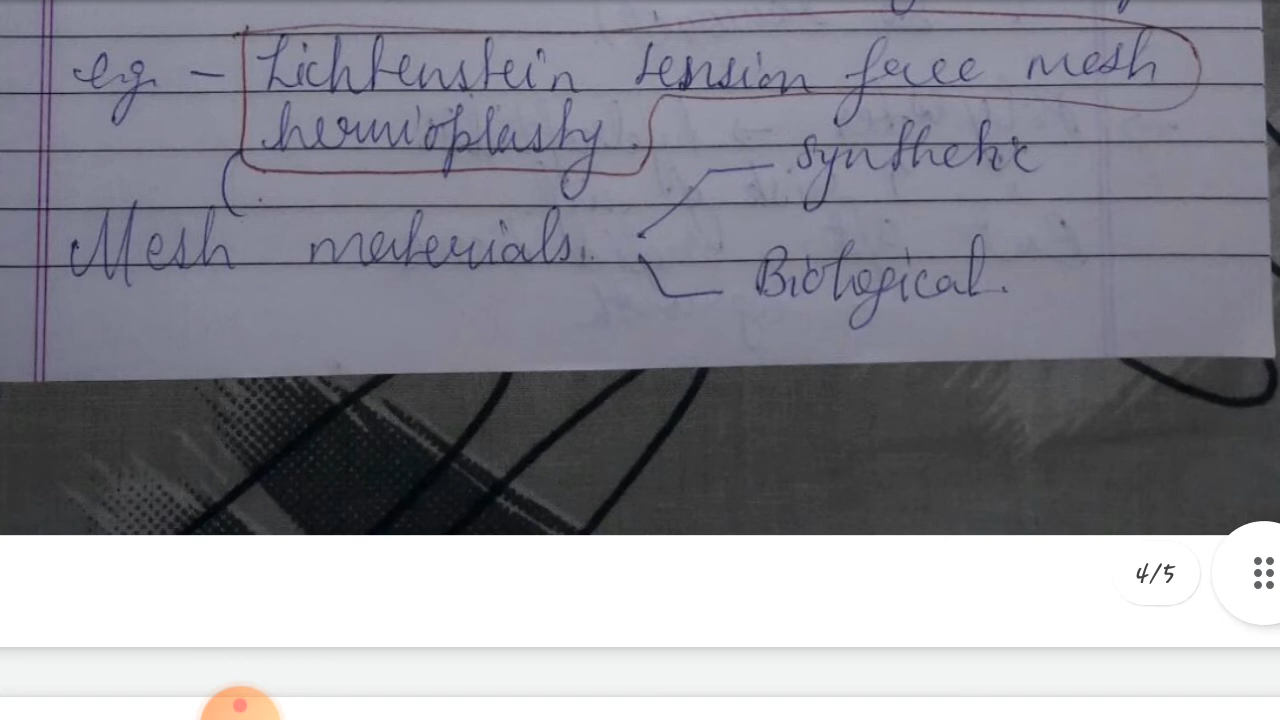 eg. - Lichtenstein tension free mesh
hernioplasty.
Mesh materials.
synthetic
Biological.
4/5